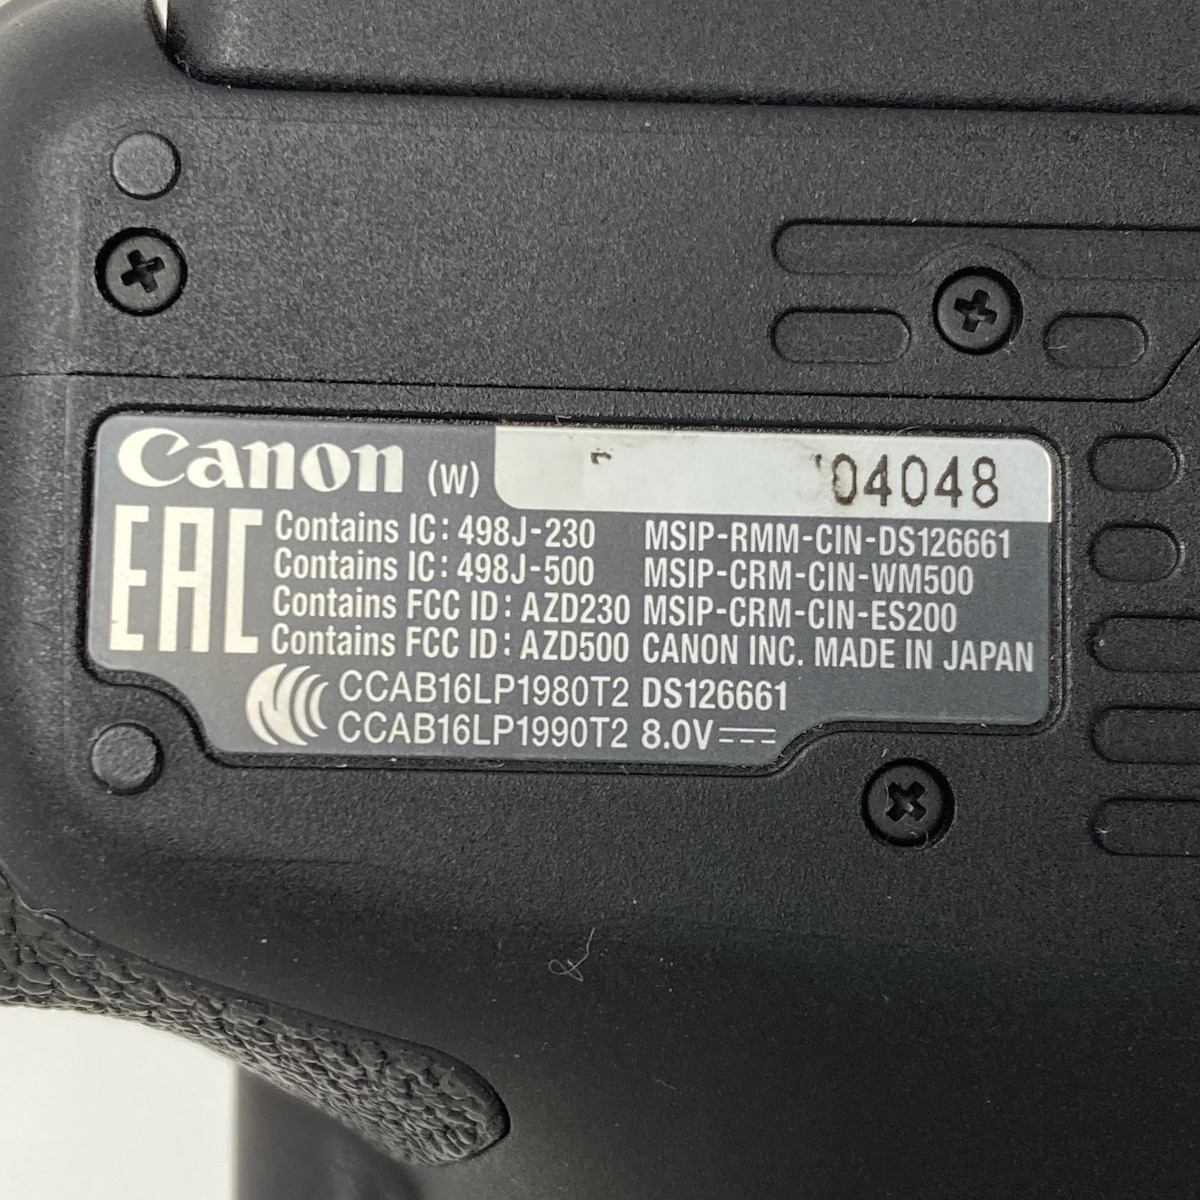 Canon (W)
04048
EAC
Contains IC: 498J-230
Contains IC: 498J-500
Contains FCC ID: AZD230
Contains FCC ID: AZD500
MSIP-RMM-CIN-DS126661
MSIP-CRM-CIN-WM500
MSIP-CRM-CIN-ES200
CANON INC. MADE IN JAPAN
CCAB16LP1980T2
CCAB16LP1990T2
DS126661
8.0V